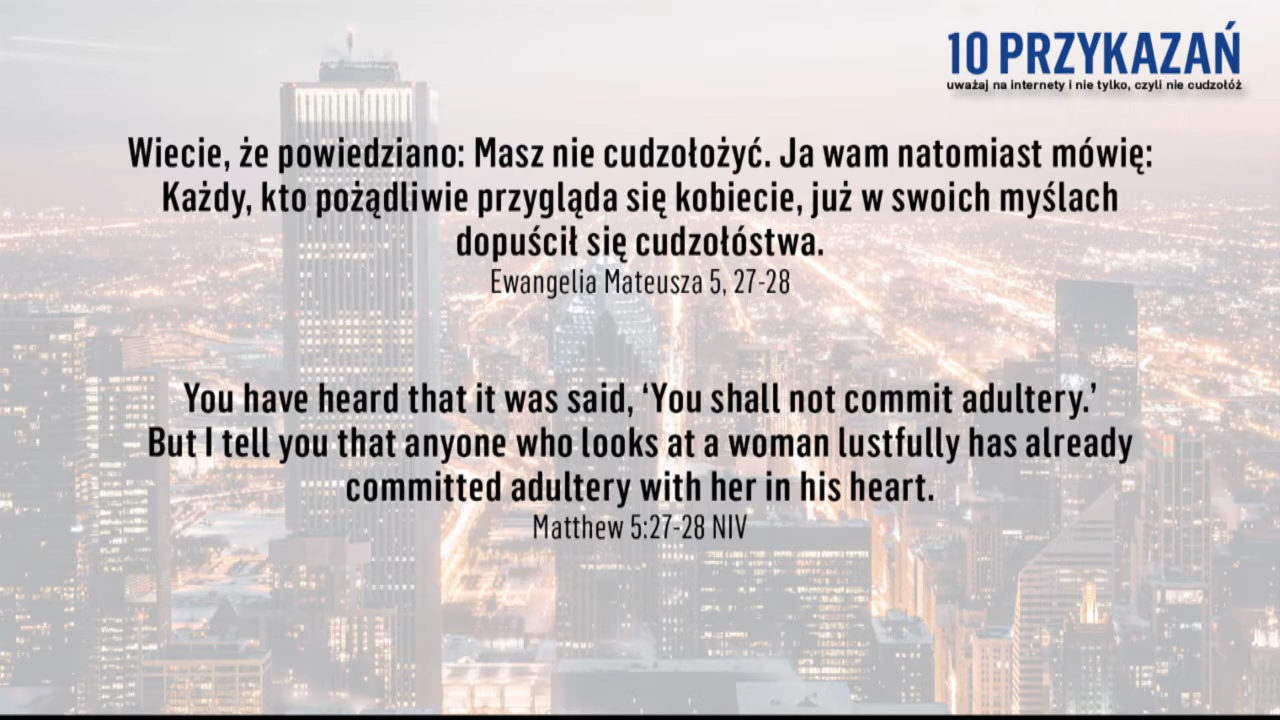 10 PRZYKAZAŃ
uważaj na internety i nie tylko, czyli nie cudzołóż
Wiecie, że powiedziano: Masz nie cudzołożyć. Ja wam natomiast mówię:
Każdy, kto pożądliwie przygląda się kobiecie, już w swoich myślach
dopuścił się cudzołóstwa.
Ewangelia Mateusza 5, 27-28
You have heard that it was said, ‘You shall not commit adultery.’
But I tell you that anyone who looks at a woman lustfully has already
committed adultery with her in his heart.
Matthew 5:27-28 NIV